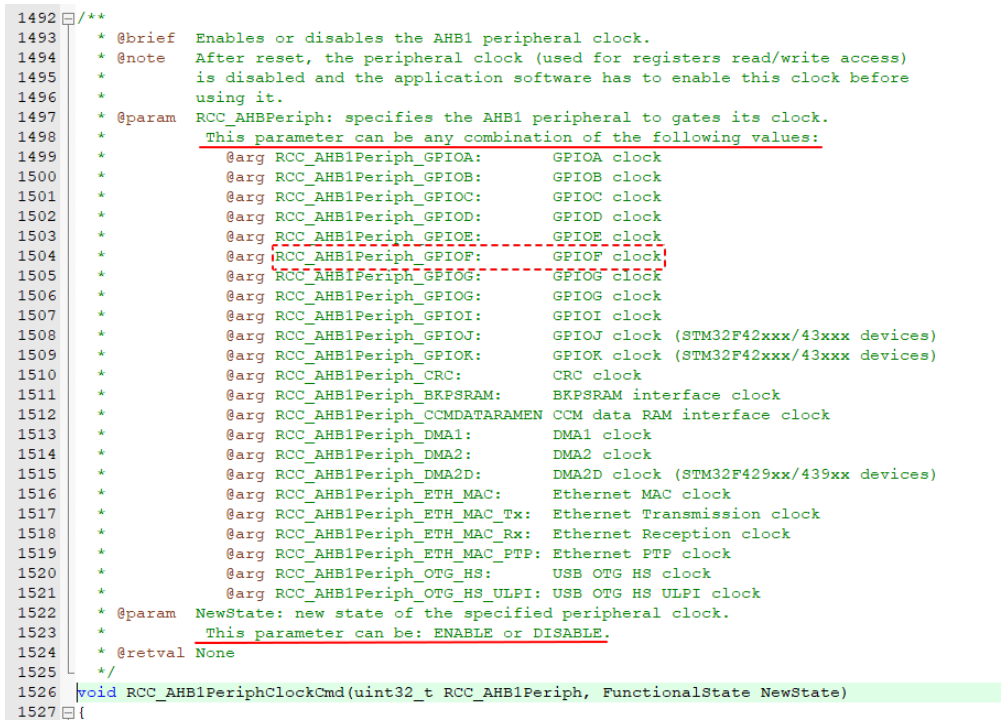 1492 /**
1493   * @brief  Enables or disables the AHB1 peripheral clock.
1494   * @note   After reset, the peripheral clock (used for registers read/write access)
1495   *         is disabled and the application software has to enable this clock before
1496   *         using it.
1497   * @param  RCC_AHBPeriph: specifies the AHB1 peripheral to gates its clock.
1498   *          This parameter can be any combination of the following values:
1499   *            @arg RCC_AHB1Periph_GPIOA:       GPIOA clock
1500   *            @arg RCC_AHB1Periph_GPIOB:       GPIOB clock
1501   *            @arg RCC_AHB1Periph_GPIOC:       GPIOC clock
1502   *            @arg RCC_AHB1Periph_GPIOD:       GPIOD clock
1503   *            @arg RCC_AHB1Periph_GPIOE:       GPIOE clock
1504   *            @arg RCC_AHB1Periph_GPIOF:       GPIOF clock
1505   *            @arg RCC_AHB1Periph_GPIOG:       GPIOG clock
1506   *            @arg RCC_AHB1Periph_GPIOG:       GPIOG clock
1507   *            @arg RCC_AHB1Periph_GPIOI:       GPIOI clock
1508   *            @arg RCC_AHB1Periph_GPIOJ:       GPIOJ clock (STM32F42xxx/43xxx devices)
1509   *            @arg RCC_AHB1Periph_GPIOK:       GPIOK clock (STM32F42xxx/43xxx devices)
1510   *            @arg RCC_AHB1Periph_CRC:         CRC clock
1511   *            @arg RCC_AHB1Periph_BKPSRAM:     BKPSRAM interface clock
1512   *            @arg RCC_AHB1Periph_CCMDATARAMEN CCM data RAM interface clock
1513   *            @arg RCC_AHB1Periph_DMA1:        DMA1 clock
1514   *            @arg RCC_AHB1Periph_DMA2:        DMA2 clock
1515   *            @arg RCC_AHB1Periph_DMA2D:       DMA2D clock (STM32F429xx/439xx devices)
1516   *            @arg RCC_AHB1Periph_ETH_MAC:     Ethernet MAC clock
1517   *            @arg RCC_AHB1Periph_ETH_MAC_Tx:  Ethernet Transmission clock
1518   *            @arg RCC_AHB1Periph_ETH_MAC_Rx:  Ethernet Reception clock
1519   *            @arg RCC_AHB1Periph_ETH_MAC_PTP: Ethernet PTP clock
1520   *            @arg RCC_AHB1Periph_OTG_HS:      USB OTG HS clock
1521   *            @arg RCC_AHB1Periph_OTG_HS_ULPI: USB OTG HS ULPI clock
1522   * @param  NewState: new state of the specified peripheral clock.
1523   *          This parameter can be: ENABLE or DISABLE.
1524   * @retval None
1525   */
1526 void RCC_AHB1PeriphClockCmd(uint32_t RCC_AHB1Periph, FunctionalState NewState)
1527 {